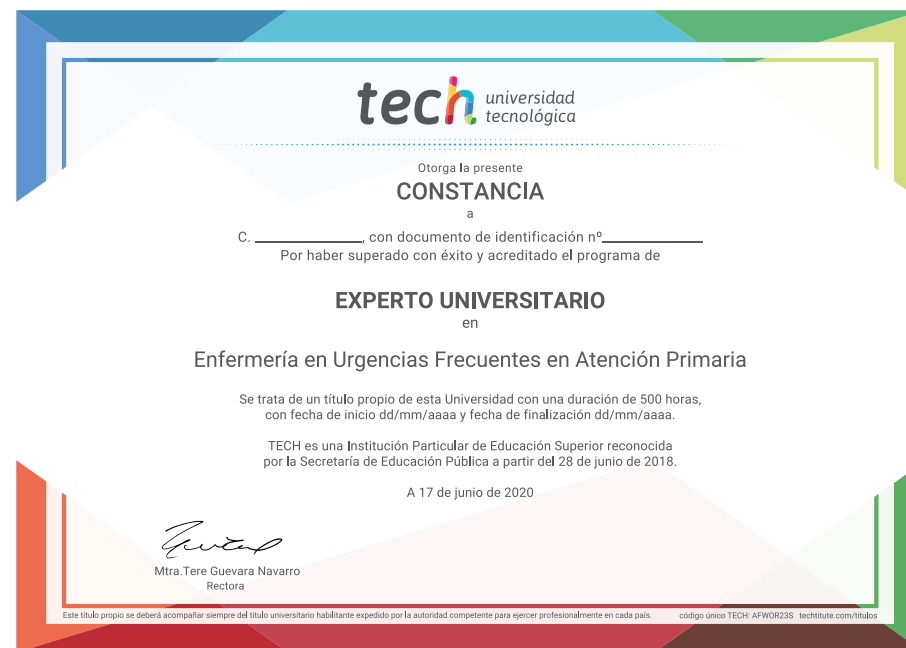 tech universidad
tecnológica
Otorga la presente
CONSTANCIA
a
C. ____________, con documento de identificación nº____________
Por haber superado con éxito y acreditado el programa de
EXPERTO UNIVERSITARIO
en
Enfermería en Urgencias Frecuentes en Atención Primaria
Se trata de un título propio de esta Universidad con una duración de 500 horas,
con fecha de inicio dd/mm/aaaa y fecha de finalización dd/mm/aaaa.
TECH es una Institución Particular de Educación Superior reconocida
por la Secretaría de Educación Pública a partir del 28 de junio de 2018.
A 17 de junio de 2020
Mtra.Tere Guevara Navarro
Rectora
Este título propio se deberá acompañar siempre del título universitario habilitante expedido por la autoridad competente para ejercer profesionalmente en cada país. código único TECH: AFWOR23S techtitute.com/titulos